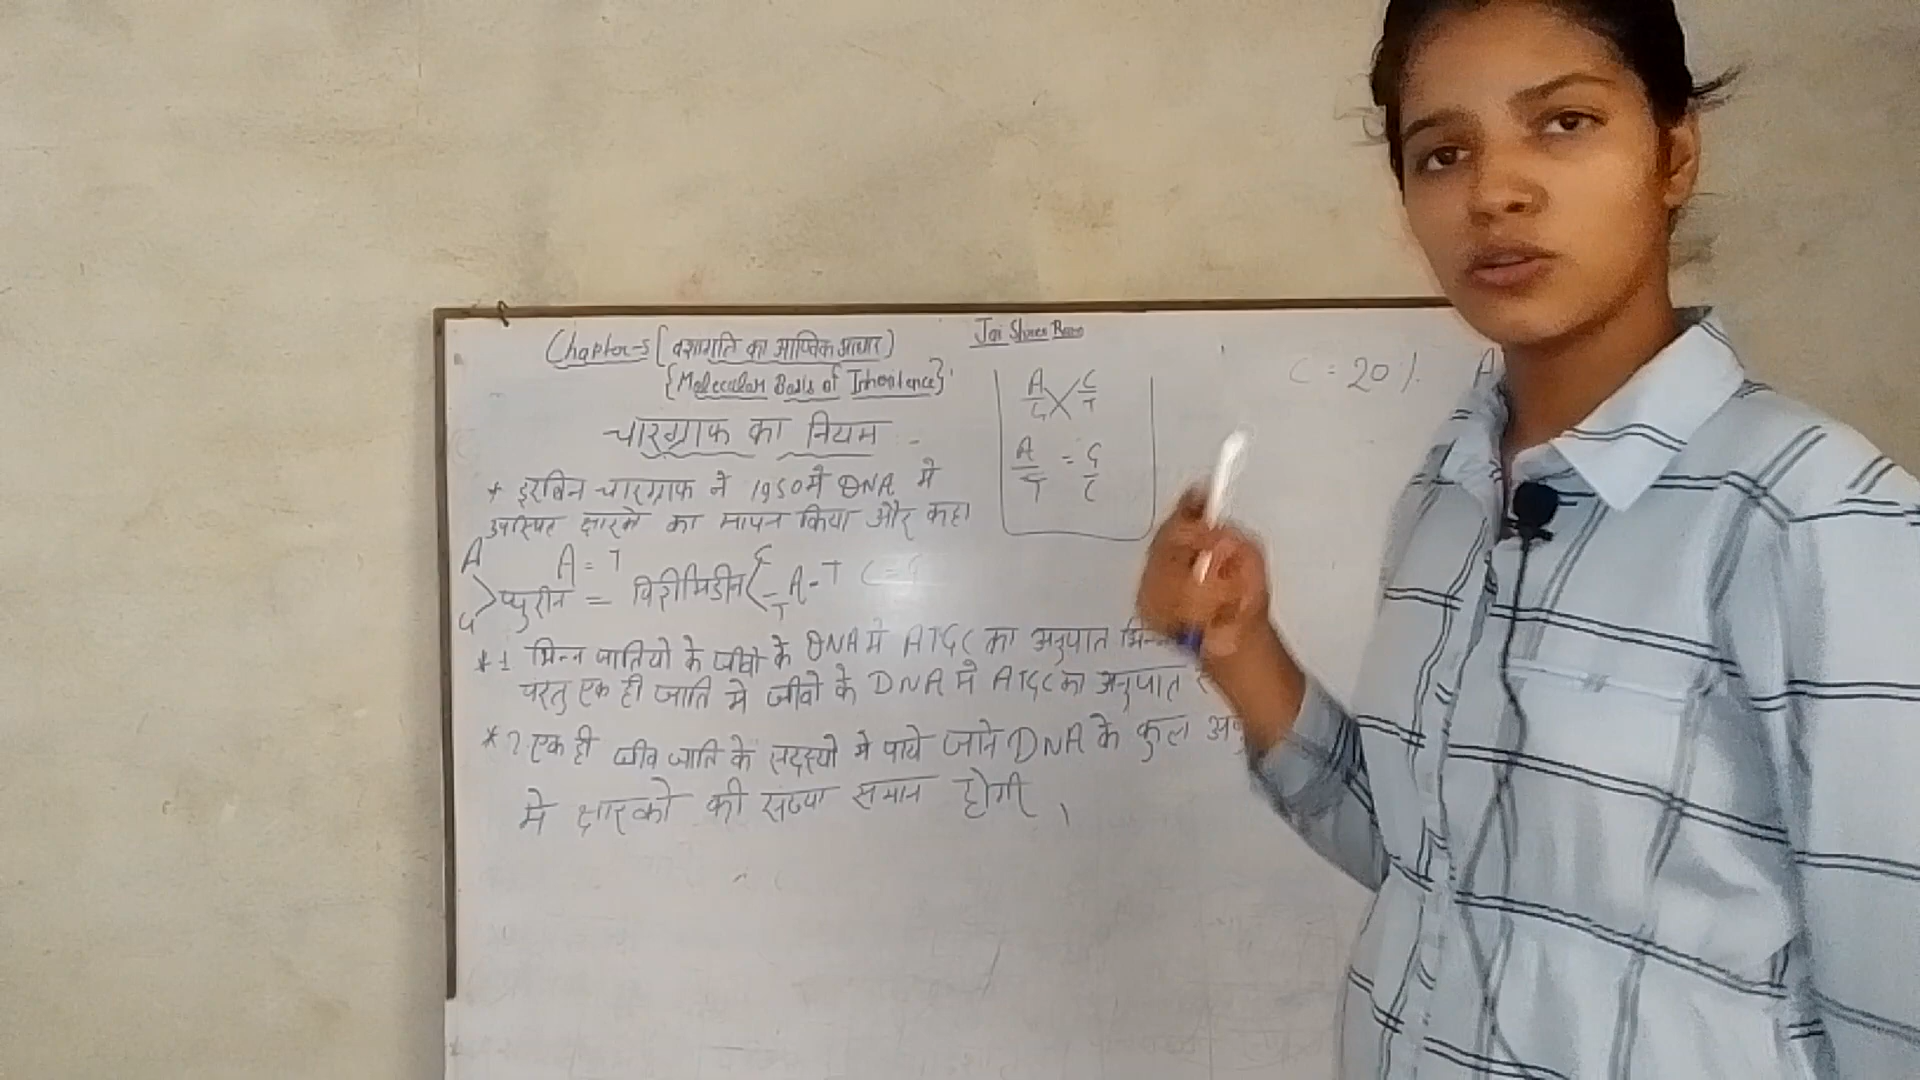 Chapter-5 (वंशागति का आण्विक आधार)
Jai Shree Ram
{Molecular Basis of Inheritance}
चारग्राफ का नियम
* इरविन चारग्राफ ने 1950 में DNA में
उपस्थित क्षारको का मापन किया और कहा
A = T
A G > प्युरीन = पिरीमिडीन < C T A = T C = G
*1 भिन्न जातियो के जीवो के DNA में ATGC का अनुपात भिन्न
परंतु एक ही जाति मे जीवो के DNA में ATGC का अनुपात
*2 एक ही जीव जाति के सदस्यो मे पाये जाने DNA के कुल
मे क्षारको की संख्या समान होगी
A/G C/T
A/T = G/C
C = 20 %
A